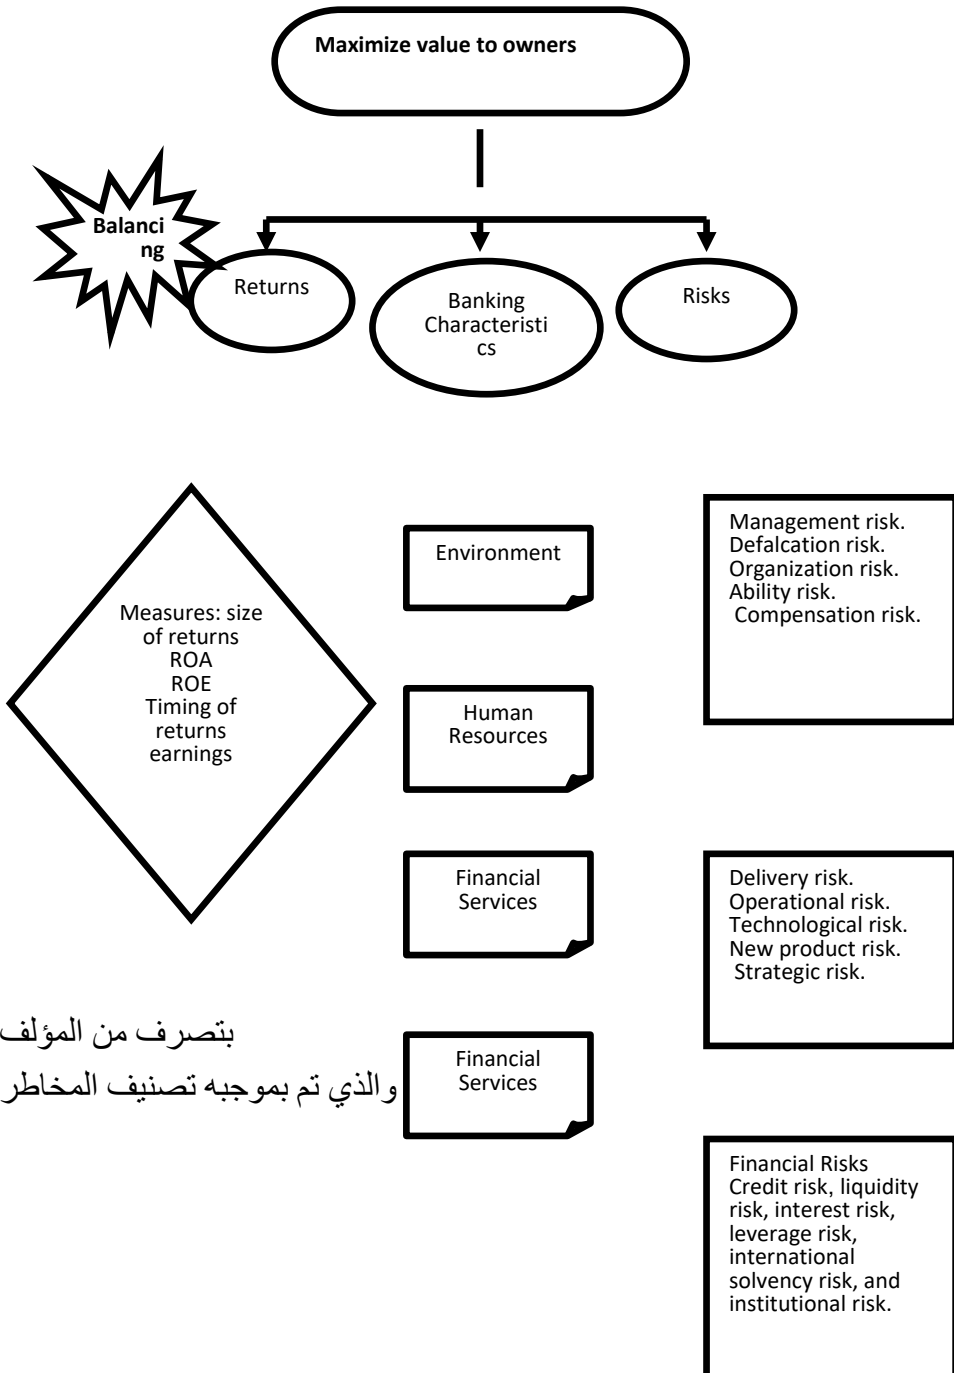 Maximize value to owners
Balanci
ng
Returns
Banking
Characteristi
cs
Risks
Measures: size
of returns
ROA
ROE
Timing of
returns
earnings
Environment
Human
Resources
Financial
Services
Financial
Services
Management risk.
Defalcation risk.
Organization risk.
Ability risk.
Compensation risk.
Delivery risk.
Operational risk.
Technological risk.
New product risk.
Strategic risk.
Financial Risks
Credit risk, liquidity
risk, interest risk,
leverage risk,
international
solvency risk, and
institutional risk.
بتصرف من المؤلف
والذي تم بموجبه تصنيف المخاطر